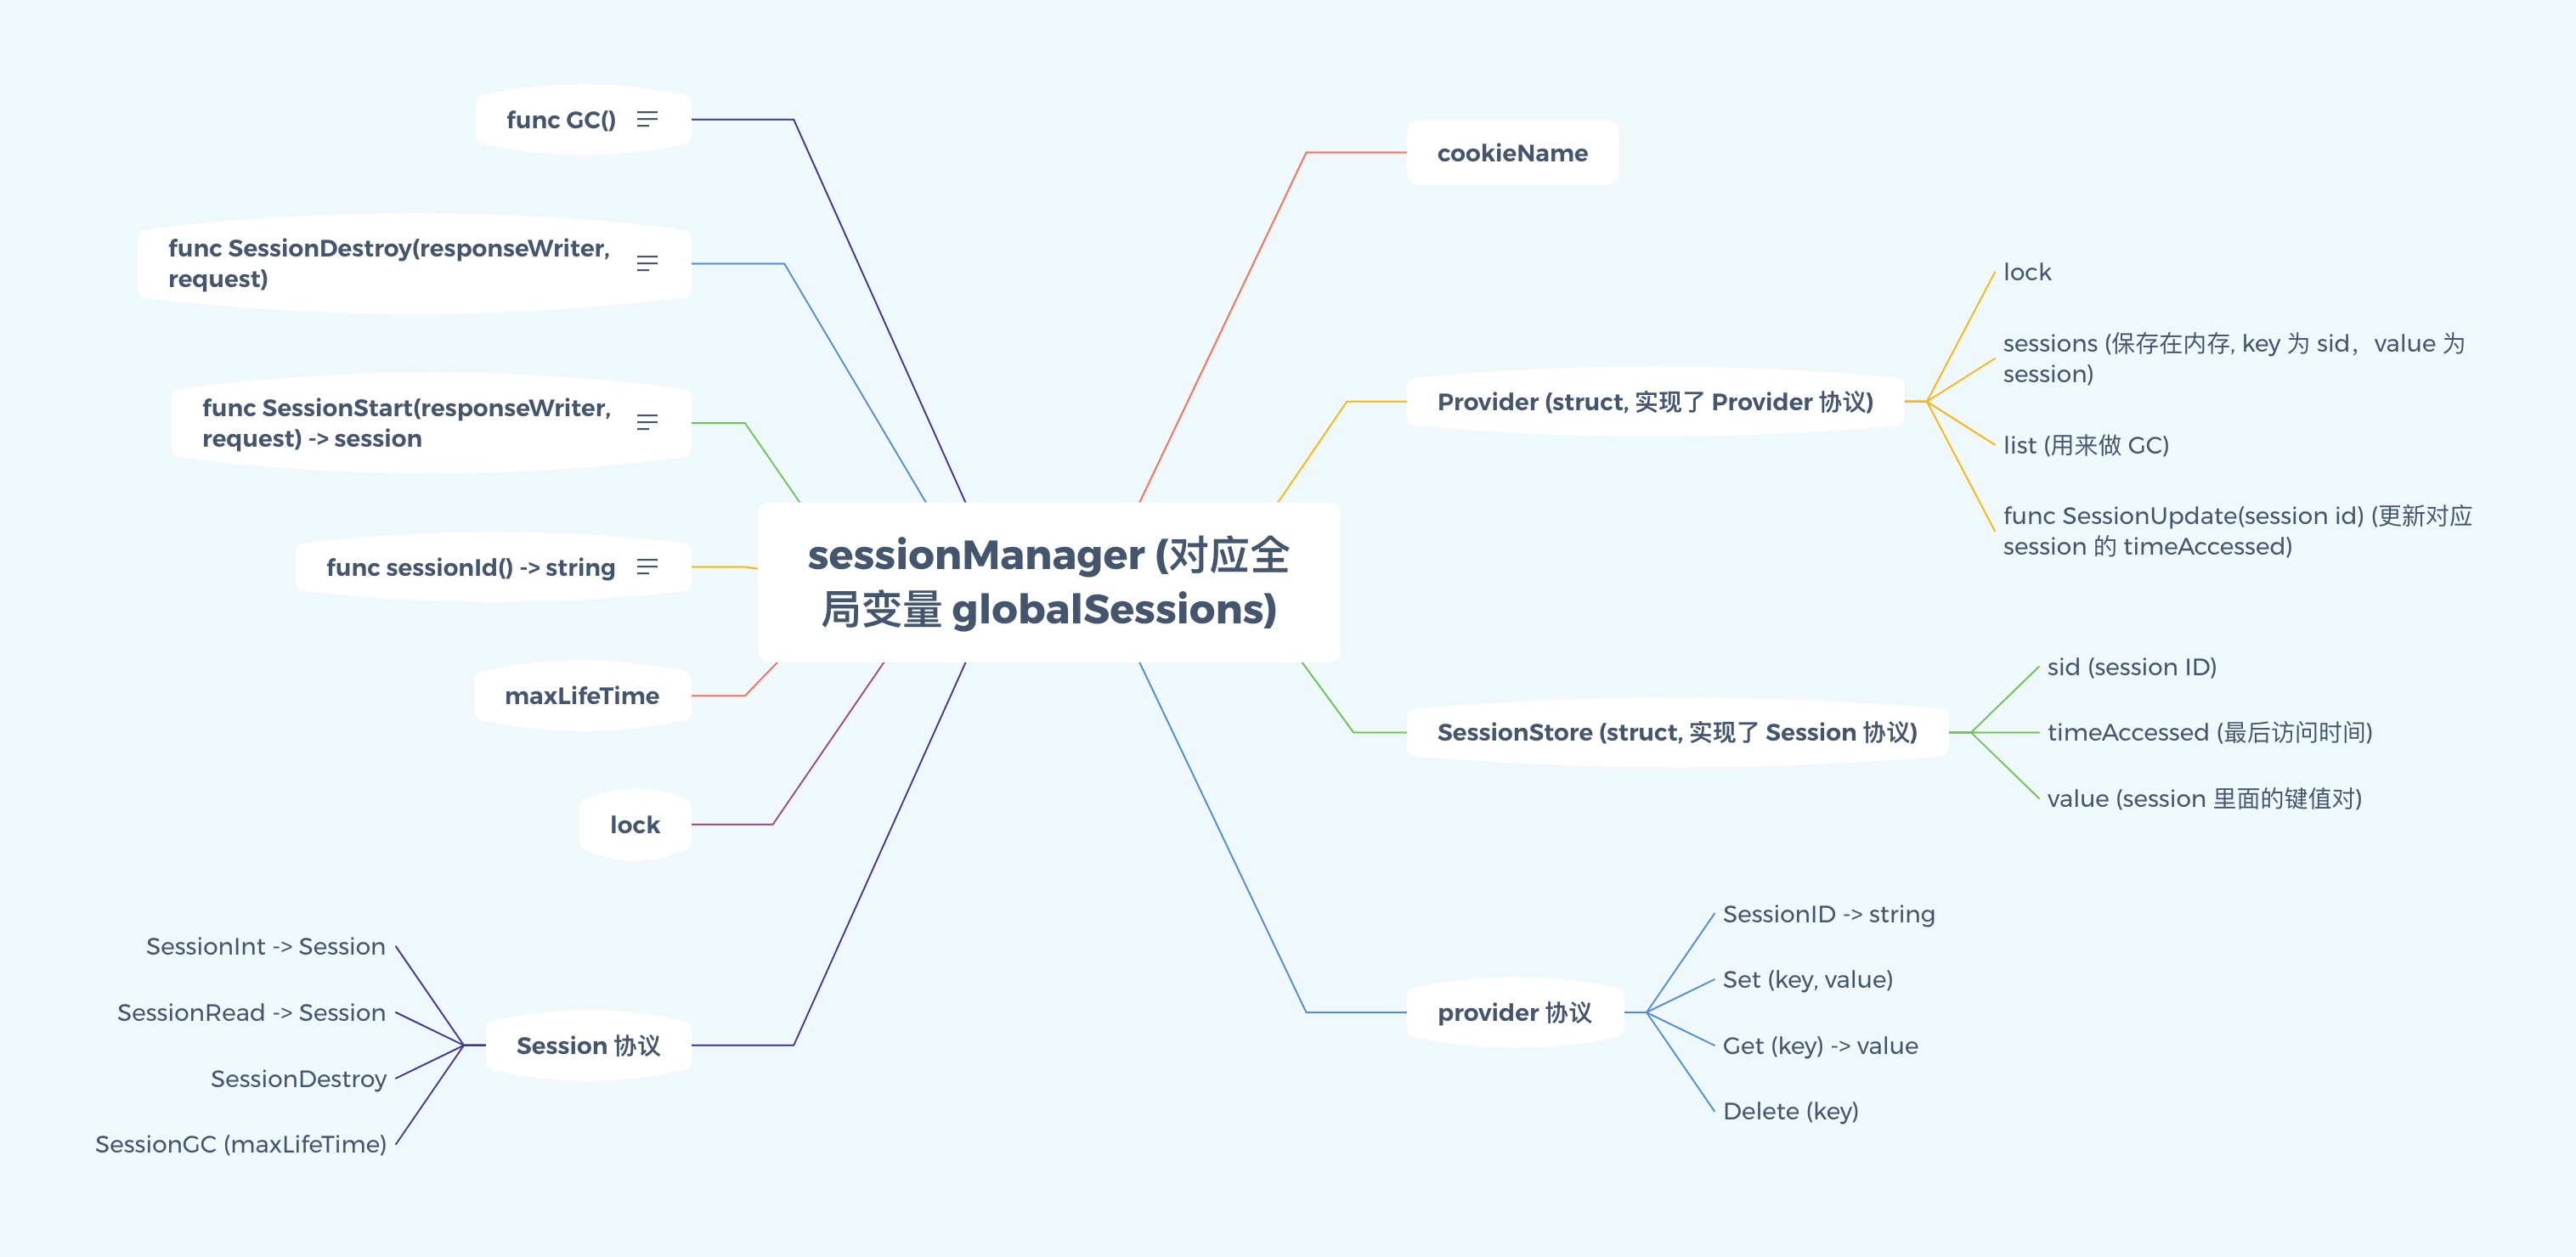 sessionManager (对应全
局变量 globalSessions)
cookieName
Provider (struct, 实现了 Provider 协议)
lock
sessions (保存在内存, key 为 sid，value 为
session)
list (用来做 GC)
func SessionUpdate(session id) (更新对应
session 的 timeAccessed)
SessionStore (struct, 实现了 Session 协议)
sid (session ID)
timeAccessed (最后访问时间)
value (session 里面的键值对)
provider 协议
SessionID -> string
Set (key, value)
Get (key) -> value
Delete (key)
func GC()
func SessionDestroy(responseWriter,
request)
func SessionStart(responseWriter,
request) -> session
func sessionId() -> string
maxLifeTime
lock
Session 协议
SessionInt -> Session
SessionRead -> Session
SessionDestroy
SessionGC (maxLifeTime)